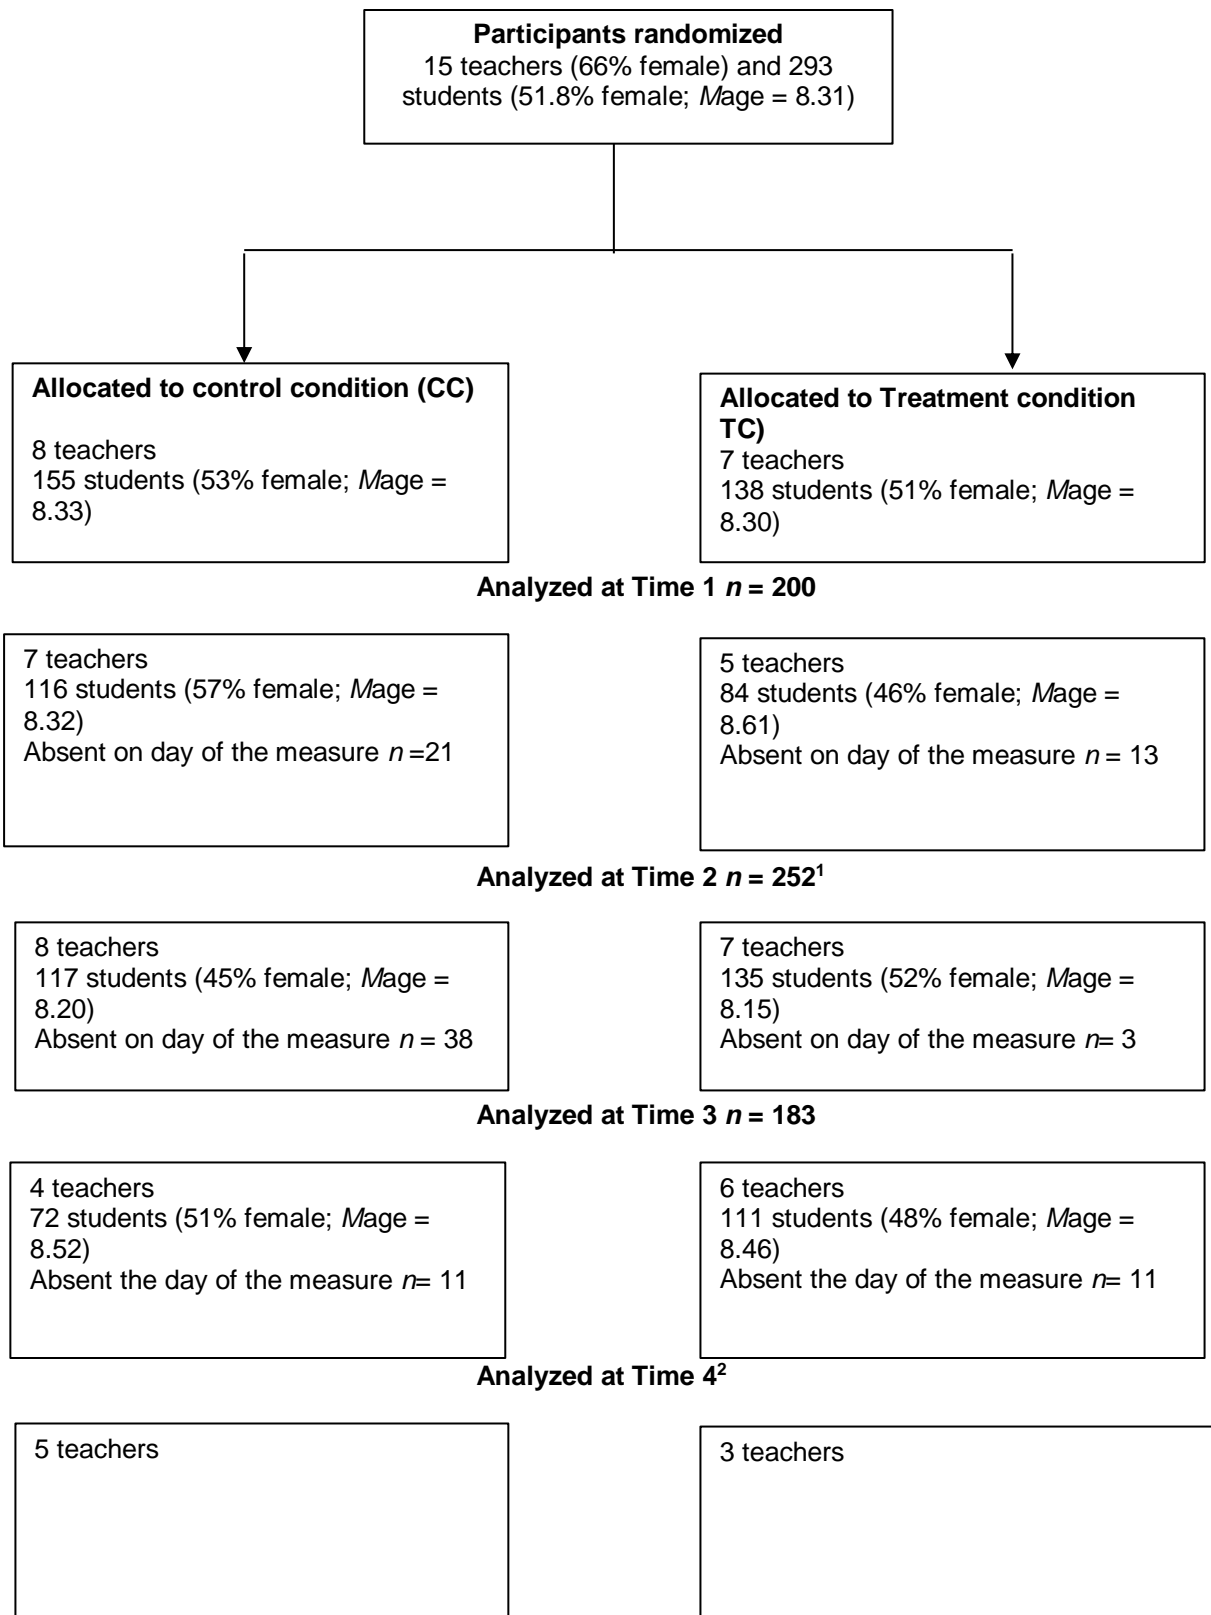 Participants randomized
15 teachers (66% female) and 293
students (51.8% female; Mage = 8.31)
Allocated to control condition (CC)
8 teachers
155 students (53% female; Mage =
8.33)
Allocated to Treatment condition
TC)
7 teachers
138 students (51% female; Mage =
8.30)
Analyzed at Time 1 n = 200
7 teachers
116 students (57% female; Mage =
8.32)
Absent on day of the measure n =21
5 teachers
84 students (46% female; Mage =
8.61)
Absent on day of the measure n = 13
Analyzed at Time 2 n = 252¹
8 teachers
117 students (45% female; Mage =
8.20)
Absent on day of the measure n = 38
7 teachers
135 students (52% female; Mage =
8.15)
Absent on day of the measure n= 3
Analyzed at Time 3 n = 183
4 teachers
72 students (51% female; Mage =
8.52)
Absent the day of the measure n= 11
6 teachers
111 students (48% female; Mage =
8.46)
Absent the day of the measure n= 11
Analyzed at Time 4²
5 teachers
3 teachers